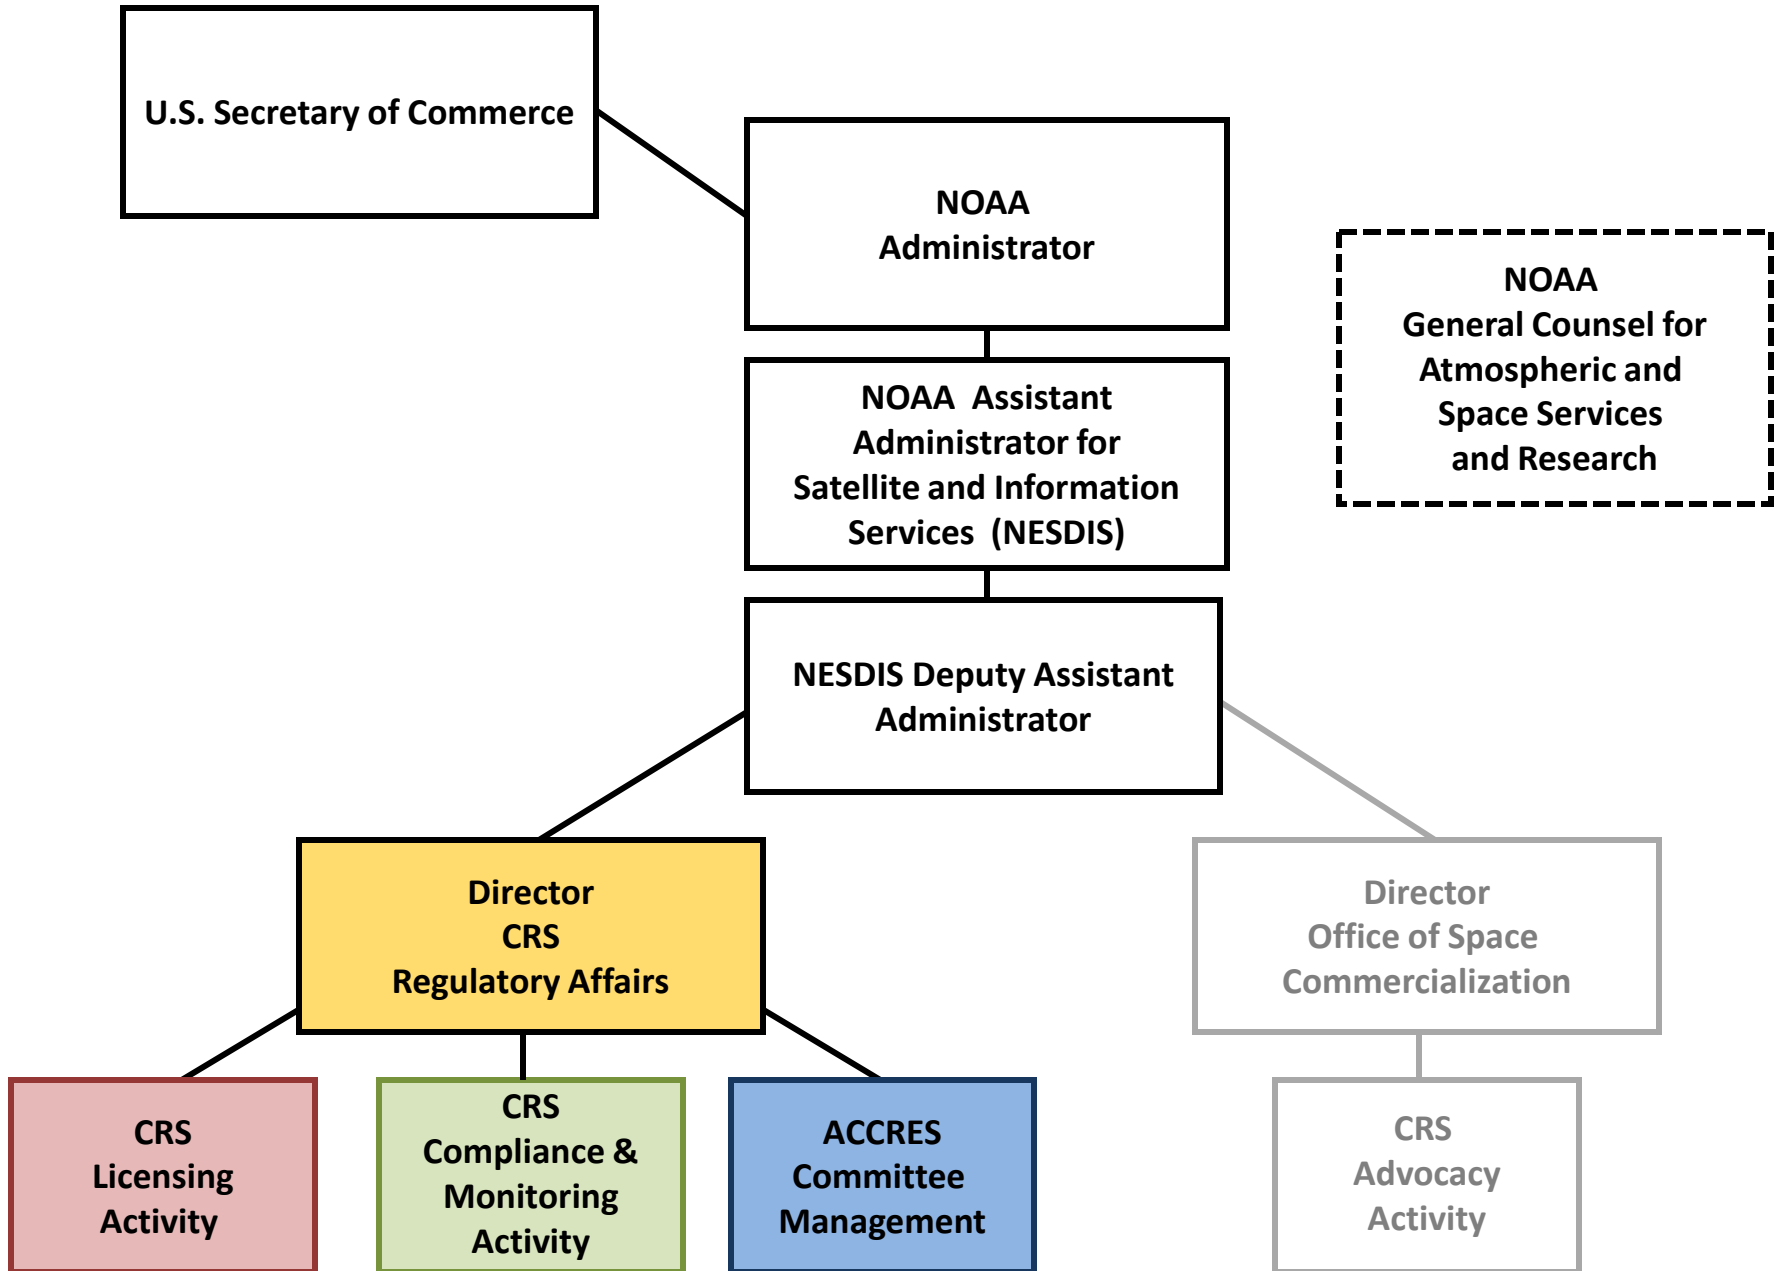 U.S. Secretary of Commerce
NOAA
Administrator
NOAA
General Counsel for
Atmospheric and
Space Services
and Research
NOAA  Assistant
Administrator for
Satellite and Information
Services  (NESDIS)
NESDIS Deputy Assistant
Administrator
Director
CRS
Regulatory Affairs
Director
Office of Space
Commercialization
CRS
Licensing
Activity
CRS
Compliance &
Monitoring
Activity
ACCRES
Committee
Management
CRS
Advocacy
Activity